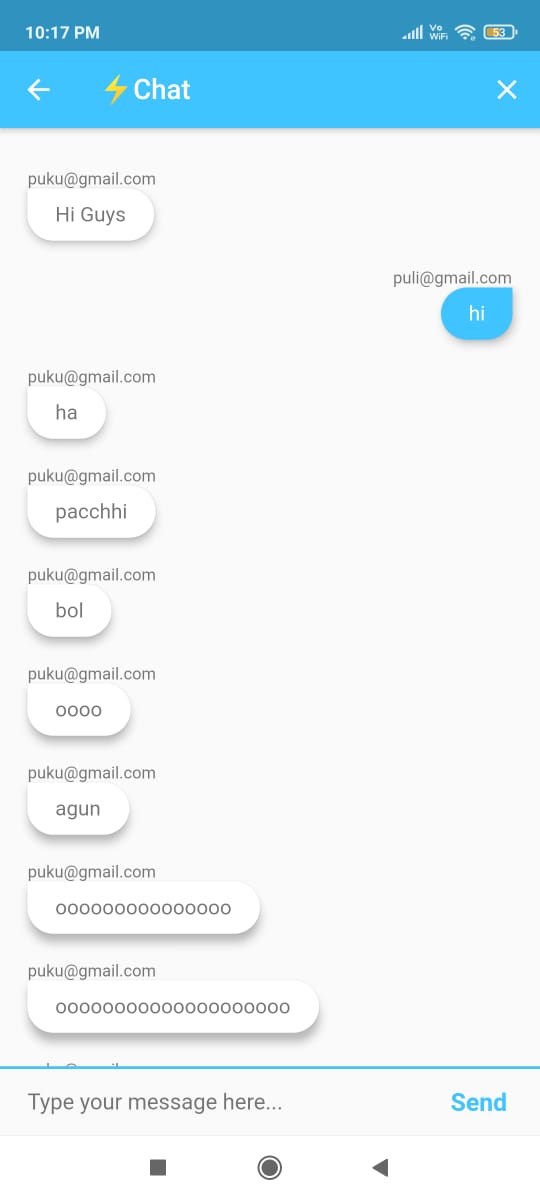 10:17 PM
Vo
WiFi
53
⚡Chat
puku@gmail.com
Hi Guys
puli@gmail.com
hi
puku@gmail.com
ha
puku@gmail.com
pacchhi
puku@gmail.com
bol
puku@gmail.com
oooo
puku@gmail.com
agun
puku@gmail.com
ooooooooooooooo
puku@gmail.com
oooooooooooooooooooo
Type your message here...
Send